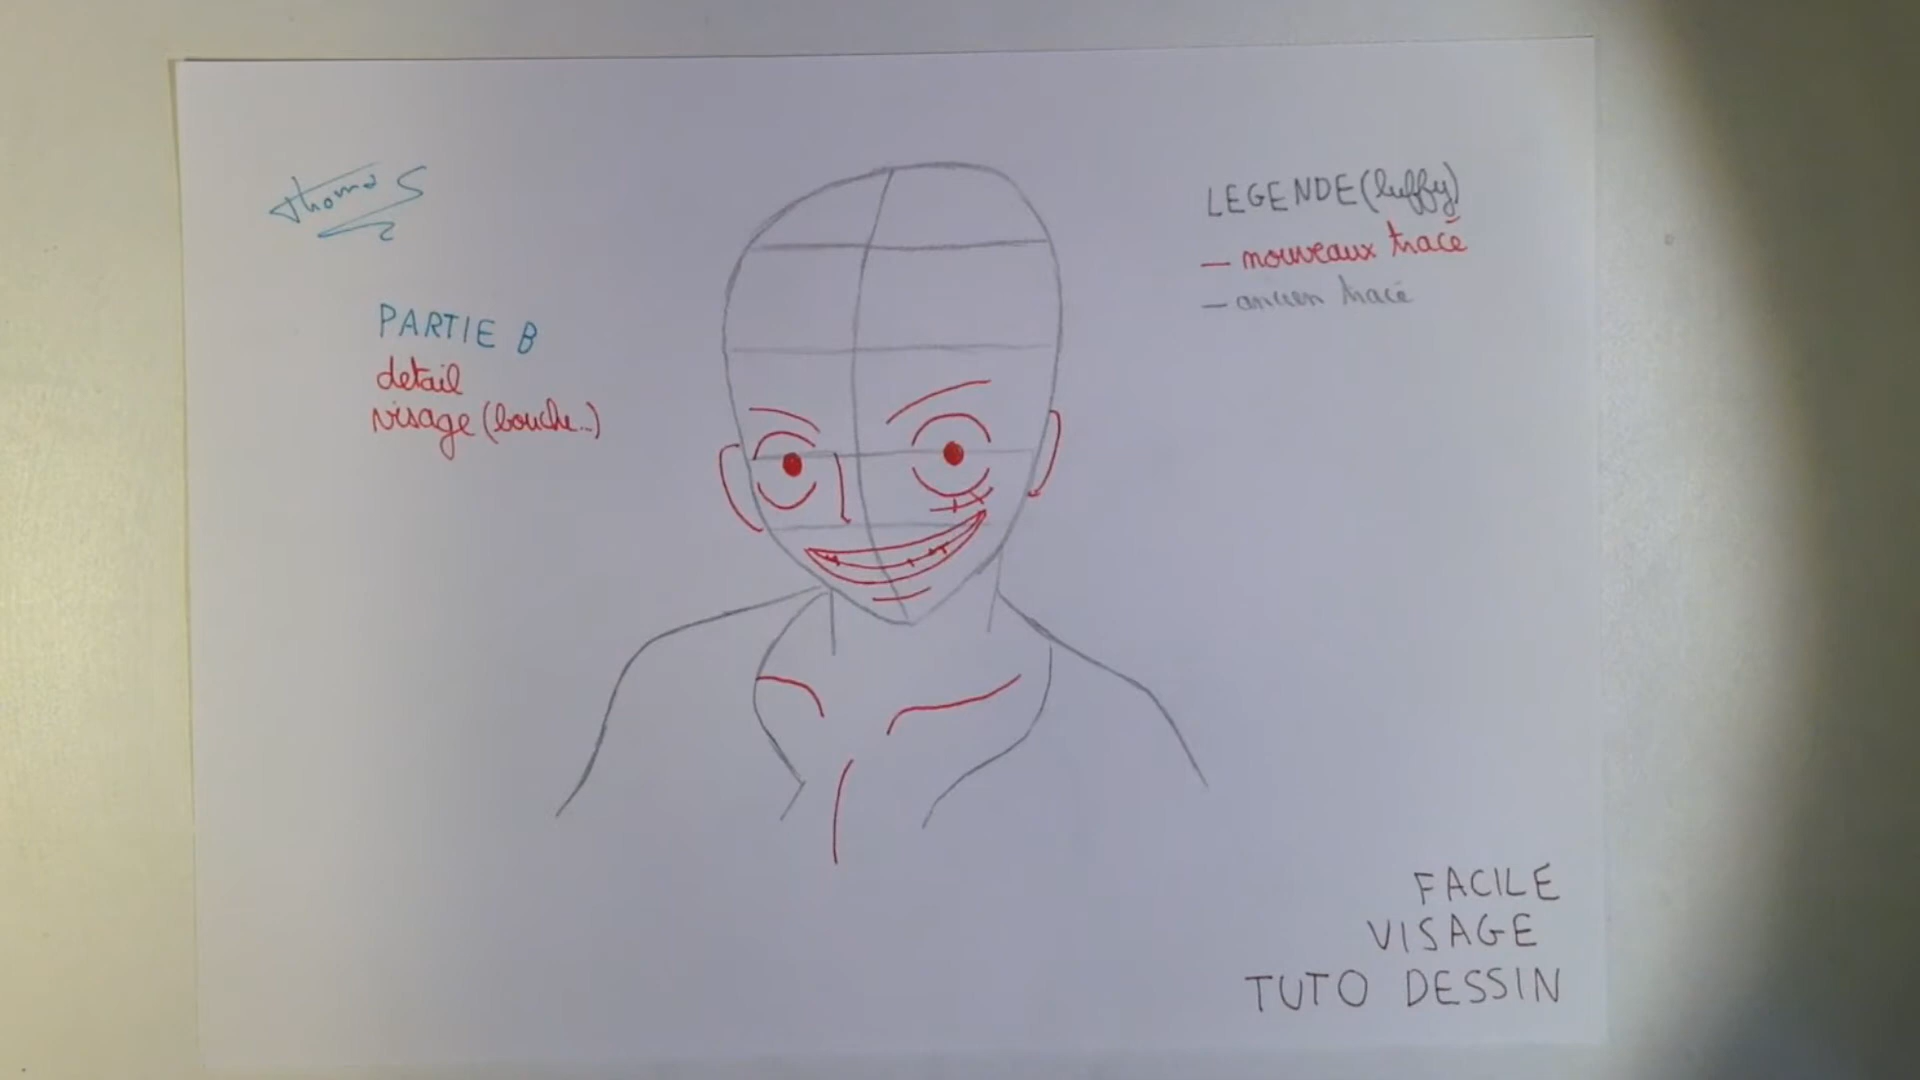 thomas
LEGENDE (luffy)
— nouveaux tracé
— ancien tracé
PARTIE B
detail
visage (bouche..)
FACILE
VISAGE
TUTO DESSIN